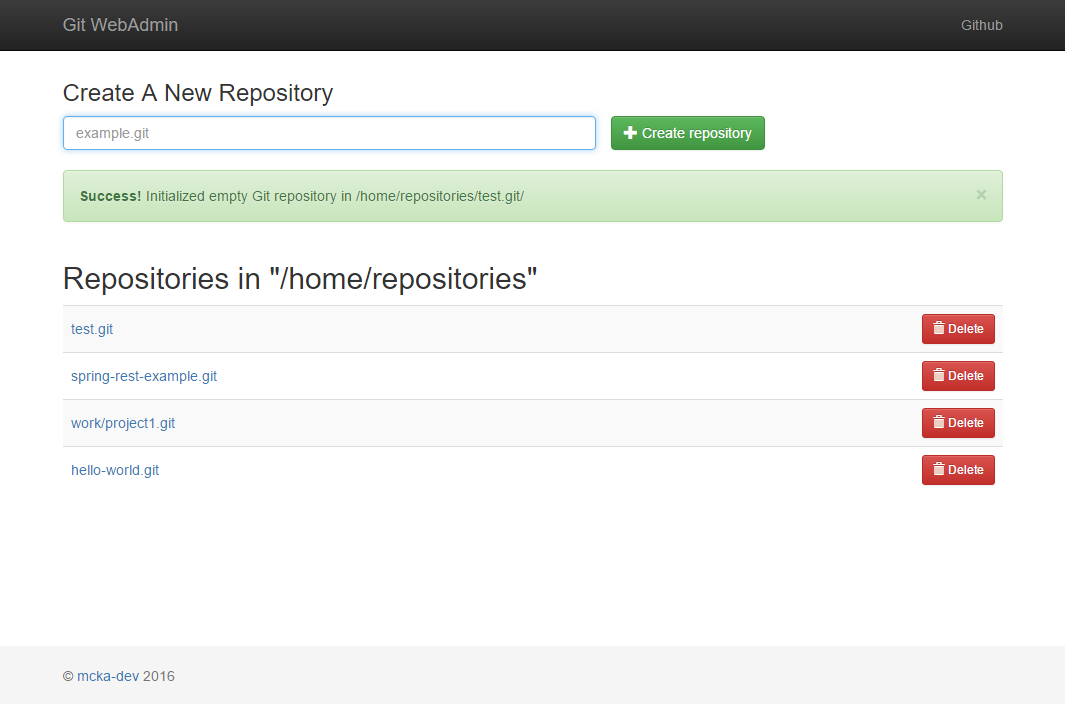 Git WebAdmin Github
Create A New Repository
example.git Create repository
Success! Initialized empty Git repository in /home/repositories/test.git/ ×
Repositories in "/home/repositories"
test.git Delete
spring-rest-example.git Delete
work/project1.git Delete
hello-world.git Delete
© mcka-dev 2016